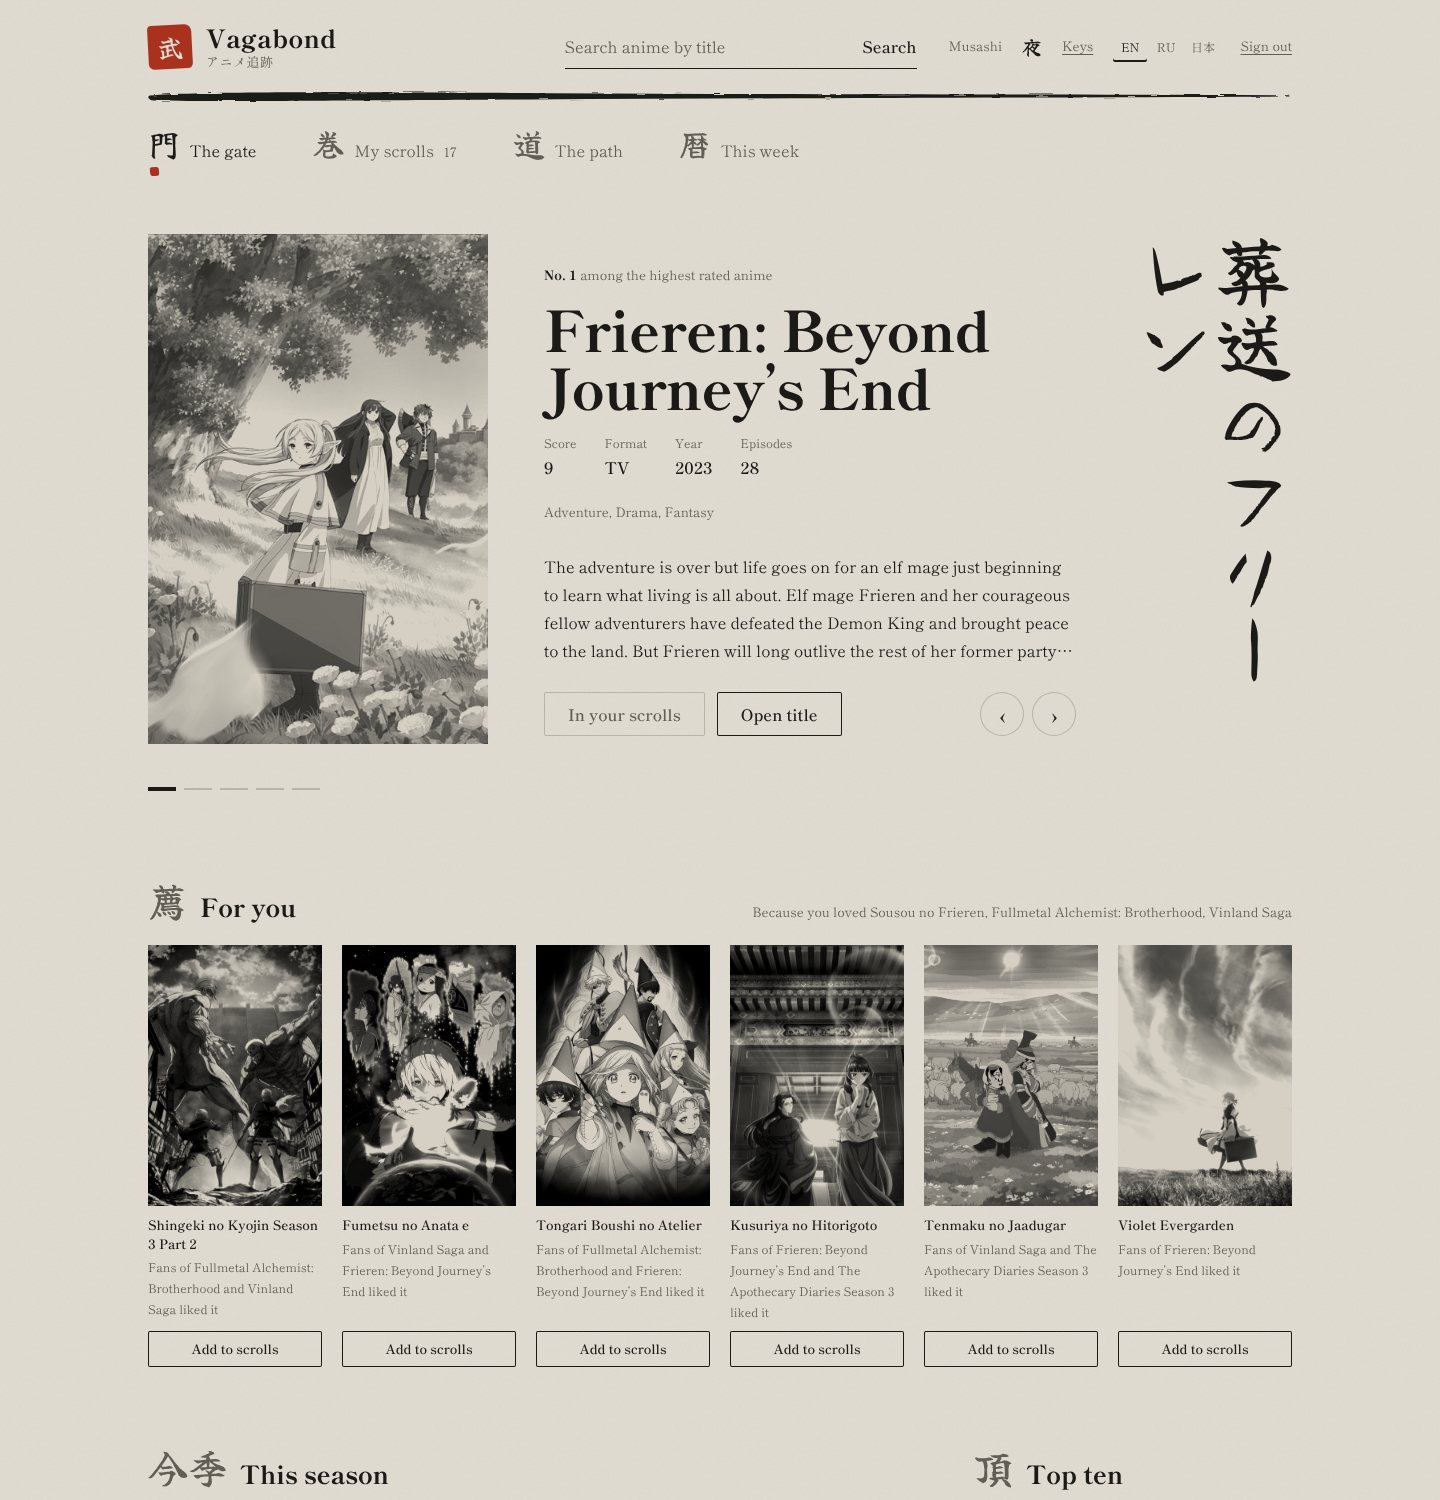 武 Vagabond
アニメ追跡
Search anime by title Search Musashi 夜 Keys EN RU 日本 Sign out
門 The gate 巻 My scrolls 17 道 The path 暦 This week
No. 1 among the highest rated anime
Frieren: Beyond
Journey’s End
Score Format Year Episodes
9 TV 2023 28
Adventure, Drama, Fantasy
The adventure is over but life goes on for an elf mage just beginning
to learn what living is all about. Elf mage Frieren and her courageous
fellow adventurers have defeated the Demon King and brought peace
to the land. But Frieren will long outlive the rest of her former party…
In your scrolls Open title ‹ ›
葬送のフリー
レン
薦 For you
Because you loved Sousou no Frieren, Fullmetal Alchemist: Brotherhood, Vinland Saga
Shingeki no Kyojin Season
3 Part 2
Fans of Fullmetal Alchemist:
Brotherhood and Vinland
Saga liked it
Add to scrolls
Fumetsu no Anata e
Fans of Vinland Saga and
Frieren: Beyond Journey’s
End liked it
Add to scrolls
Tongari Boushi no Atelier
Fans of Fullmetal Alchemist:
Brotherhood and Frieren:
Beyond Journey’s End liked it
Add to scrolls
Kusuriya no Hitorigoto
Fans of Frieren: Beyond
Journey’s End and The
Apothecary Diaries Season 3
liked it
Add to scrolls
Tenmaku no Jaadugar
Fans of Vinland Saga and The
Apothecary Diaries Season 3
liked it
Add to scrolls
Violet Evergarden
Fans of Frieren: Beyond
Journey’s End liked it
Add to scrolls
今季 This season
頂 Top ten